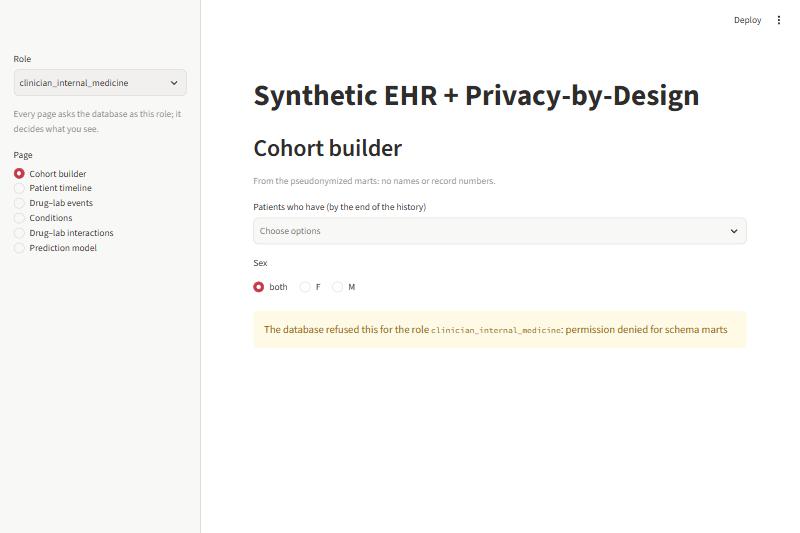 Deploy
Role
clinician_internal_medicine
Every page asks the database as this role; it
decides what you see.
Page
Cohort builder
Patient timeline
Drug–lab events
Conditions
Drug–lab interactions
Prediction model
Synthetic EHR + Privacy-by-Design
Cohort builder
From the pseudonymized marts: no names or record numbers.
Patients who have (by the end of the history)
Choose options
Sex
both F M
The database refused this for the role clinician_internal_medicine: permission denied for schema marts